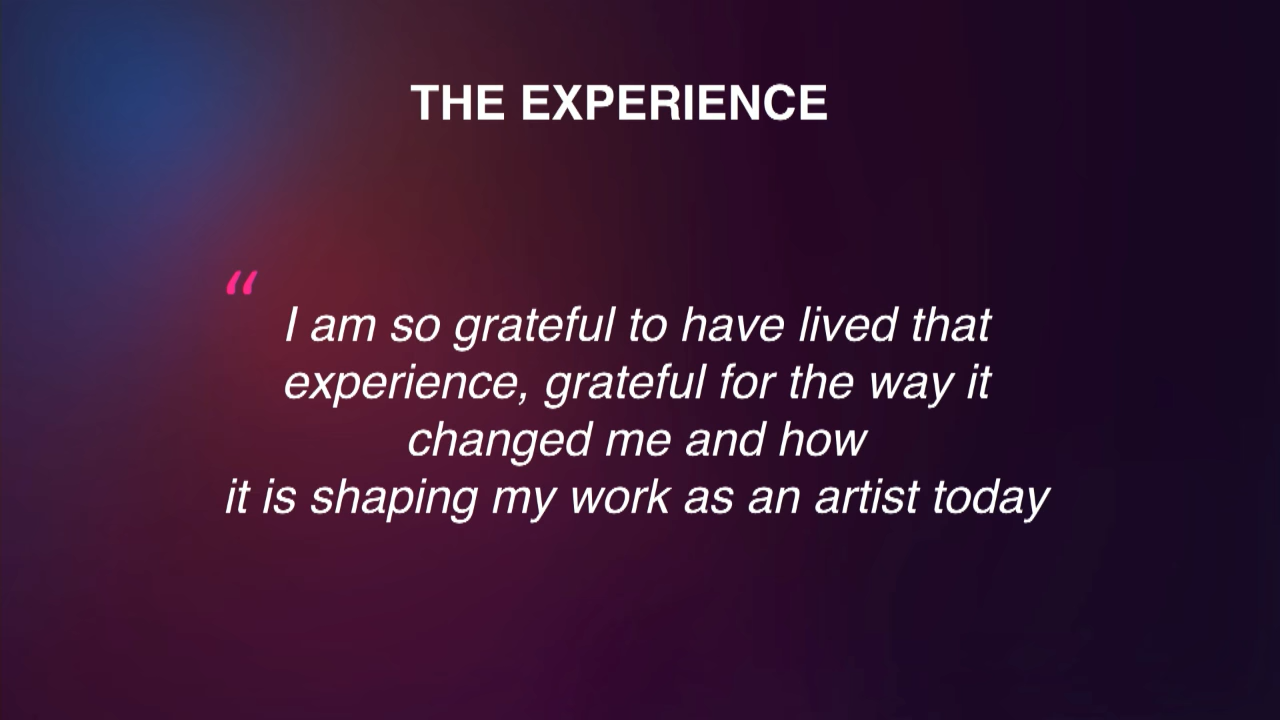 THE EXPERIENCE
“
I am so grateful to have lived that
experience, grateful for the way it
changed me and how
it is shaping my work as an artist today